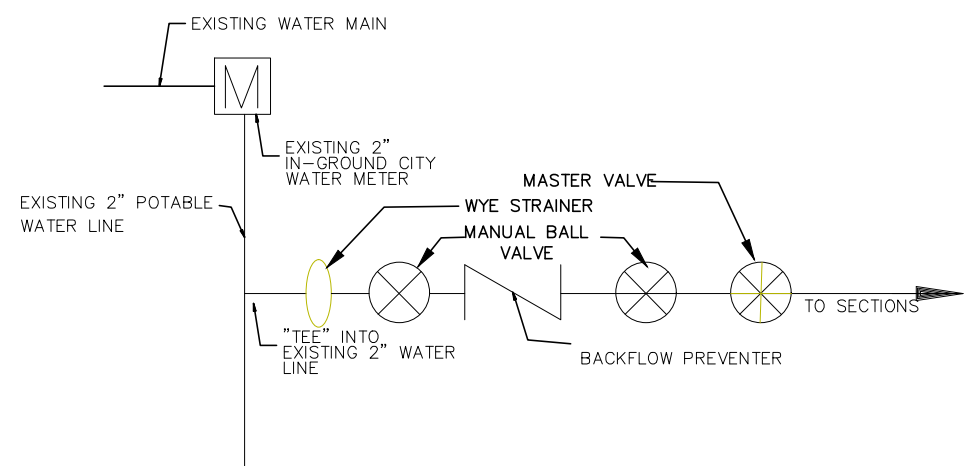 EXISTING WATER MAIN
M
EXISTING 2"
IN-GROUND CITY
WATER METER
EXISTING 2" POTABLE
WATER LINE
MASTER VALVE
WYE STRAINER
MANUAL BALL
VALVE
TO SECTIONS
"TEE" INTO
EXISTING 2" WATER
LINE
BACKFLOW PREVENTER